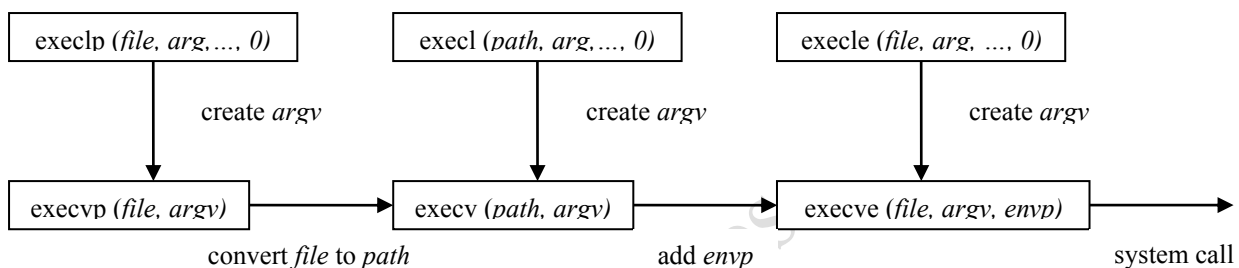 execlp (file, arg,…, 0) execl (path, arg,…, 0) execle (file, arg, …, 0)
create argv create argv create argv
execvp (file, argv) execv (path, argv) execve (file, argv, envp)
convert file to path add envp system call